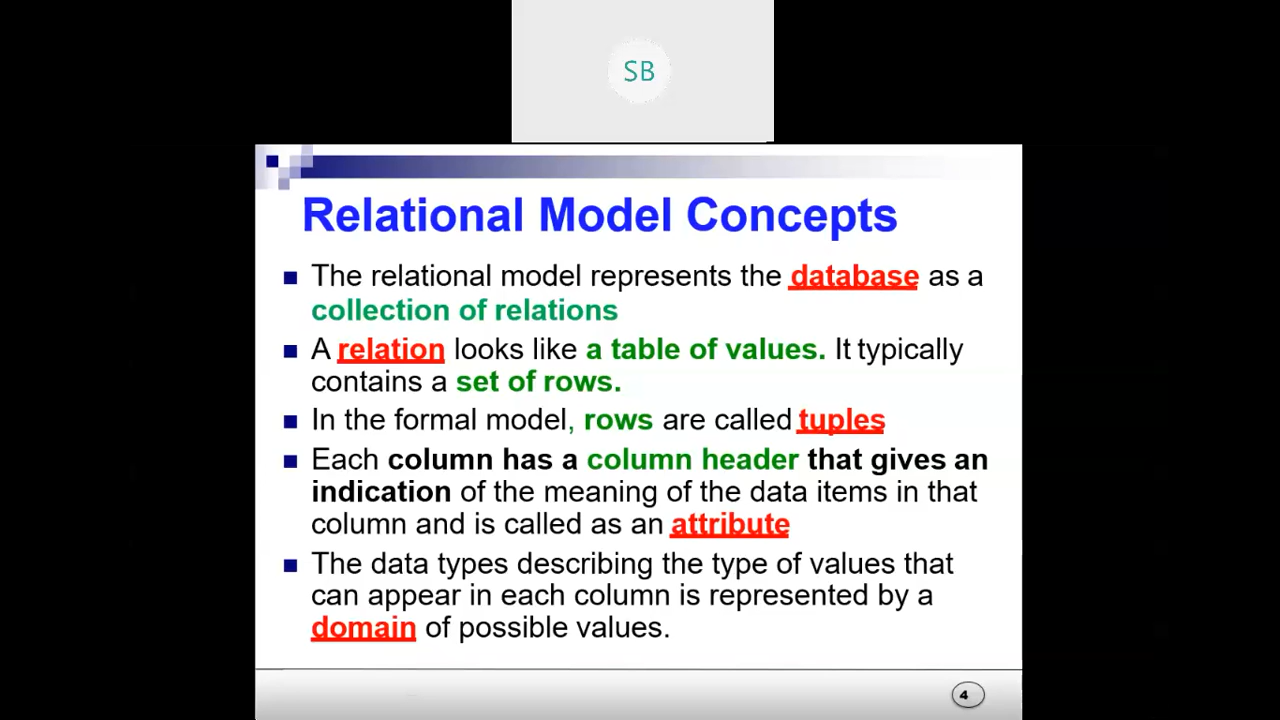 SB
Relational Model Concepts
The relational model represents the database as a
collection of relations
A relation looks like a table of values. It typically
contains a set of rows.
In the formal model, rows are called tuples
Each column has a column header that gives an
indication of the meaning of the data items in that
column and is called as an attribute
The data types describing the type of values that
can appear in each column is represented by a
domain of possible values.
4